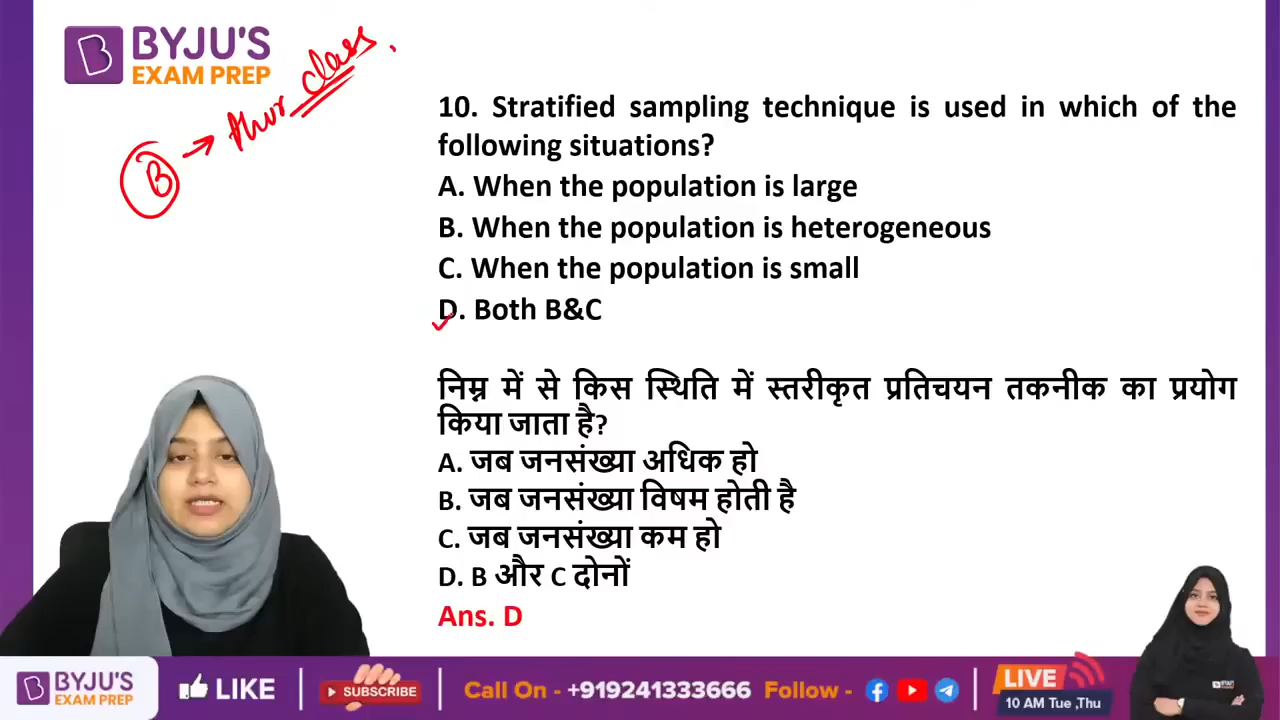 BYJU'S
EXAM PREP
B → class
10. Stratified sampling technique is used in which of the
following situations?
A. When the population is large
B. When the population is heterogeneous
C. When the population is small
D. Both B&C
निम्न में से किस स्थिति में स्तरीकृत प्रतिचयन तकनीक का प्रयोग
किया जाता है?
A. जब जनसंख्या अधिक हो
B. जब जनसंख्या विषम होती है
C. जब जनसंख्या कम हो
D. B और C दोनों
Ans. D
BYJU'S
EXAM PREP
LIKE
SUBSCRIBE
Call On - +919241333666 Follow -
LIVE
10 AM Tue ,Thu